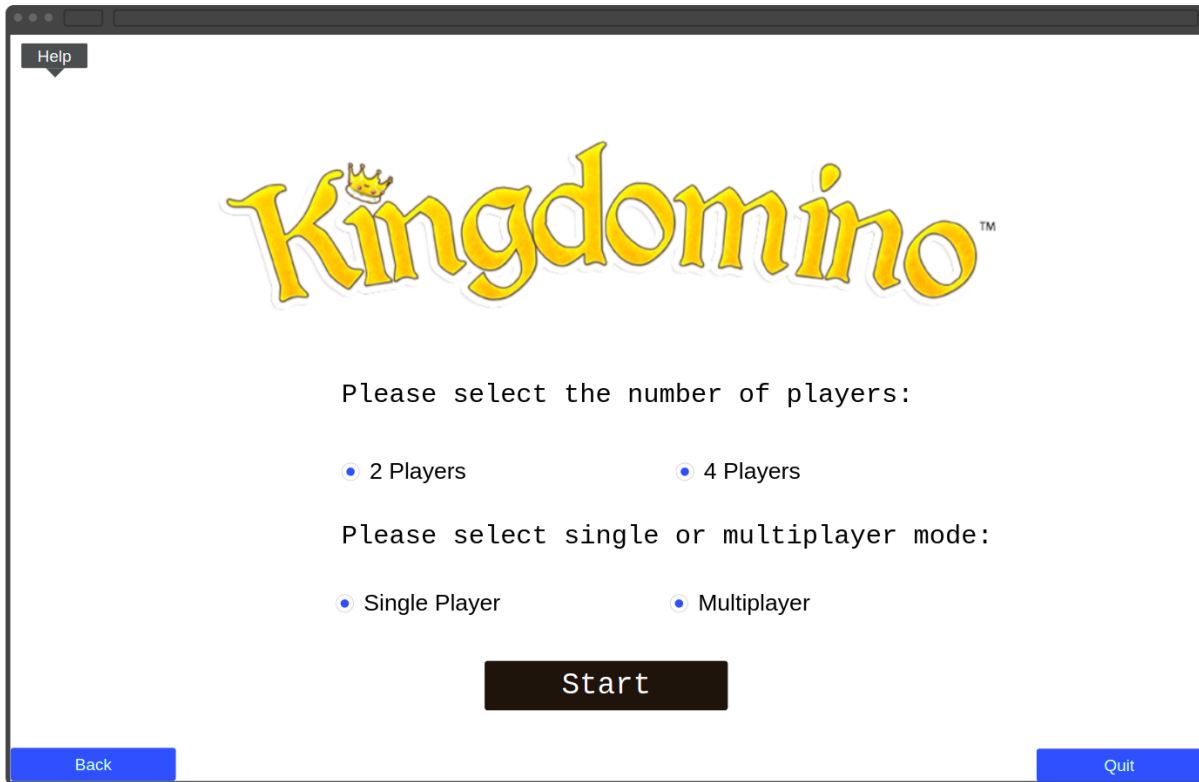 Help
Kingdomino™
Please select the number of players:
2 Players 4 Players
Please select single or multiplayer mode:
Single Player Multiplayer
Start
Back Quit